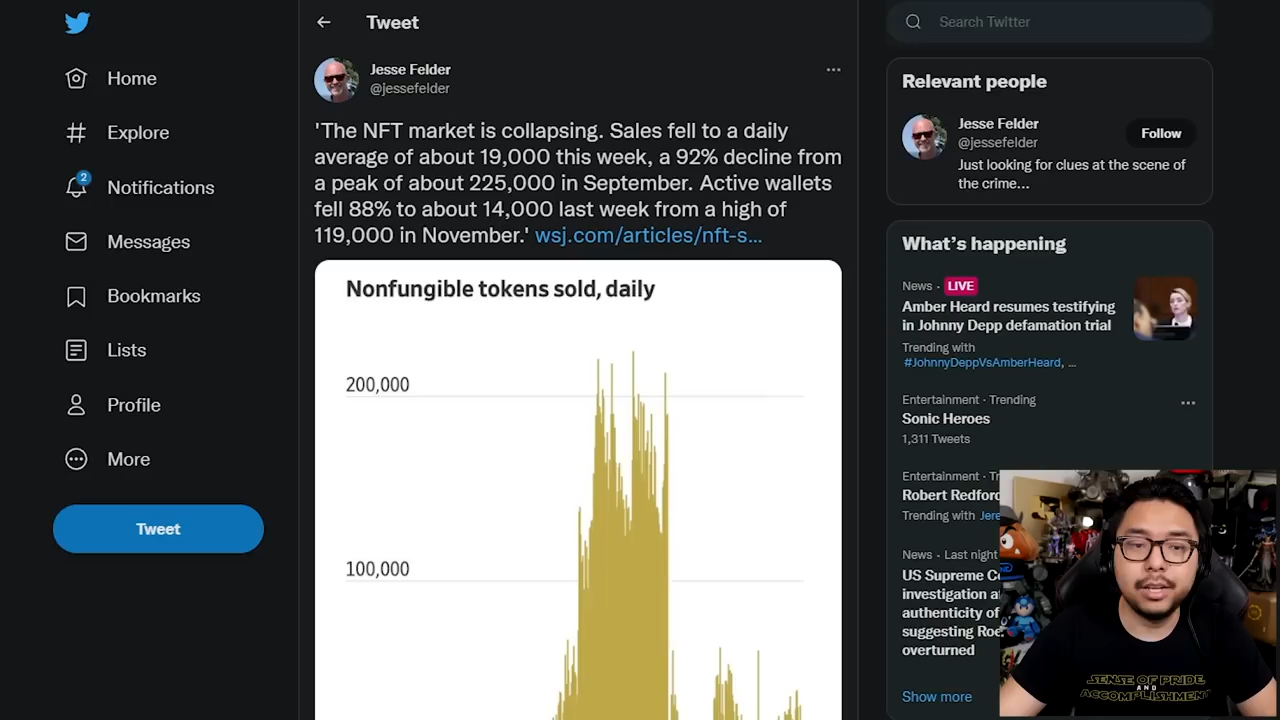 Home
Explore
2
Notifications
Messages
Bookmarks
Lists
Profile
More
Tweet
Tweet
Jesse Felder
@jessefelder
'The NFT market is collapsing. Sales fell to a daily
average of about 19,000 this week, a 92% decline from
a peak of about 225,000 in September. Active wallets
fell 88% to about 14,000 last week from a high of
119,000 in November.' wsj.com/articles/nft-s...
Nonfungible tokens sold, daily
200,000
100,000
Search Twitter
Relevant people
Jesse Felder
@jessefelder
Follow
Just looking for clues at the scene of
the crime...
What's happening
News · LIVE
Amber Heard resumes testifying
in Johnny Depp defamation trial
Trending with
#JohnnyDeppVsAmberHeard, ...
Entertainment · Trending
Sonic Heroes
1,311 Tweets
Entertainment ·
Robert
Trending with
News · Last night
US Supreme
investigation
authenticity of
suggesting
overturned
Show more
SENSE OF PRIDE
AND
ACCOMPLISHMENT